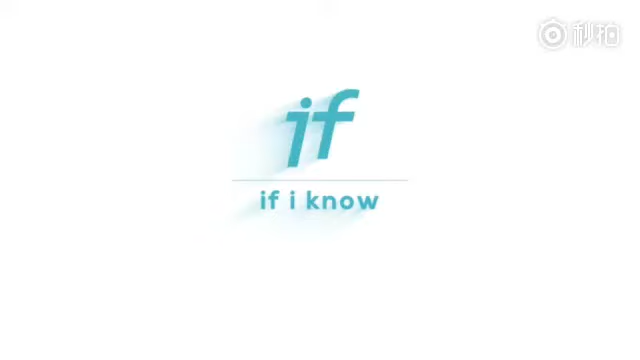 秒拍
if
if i know